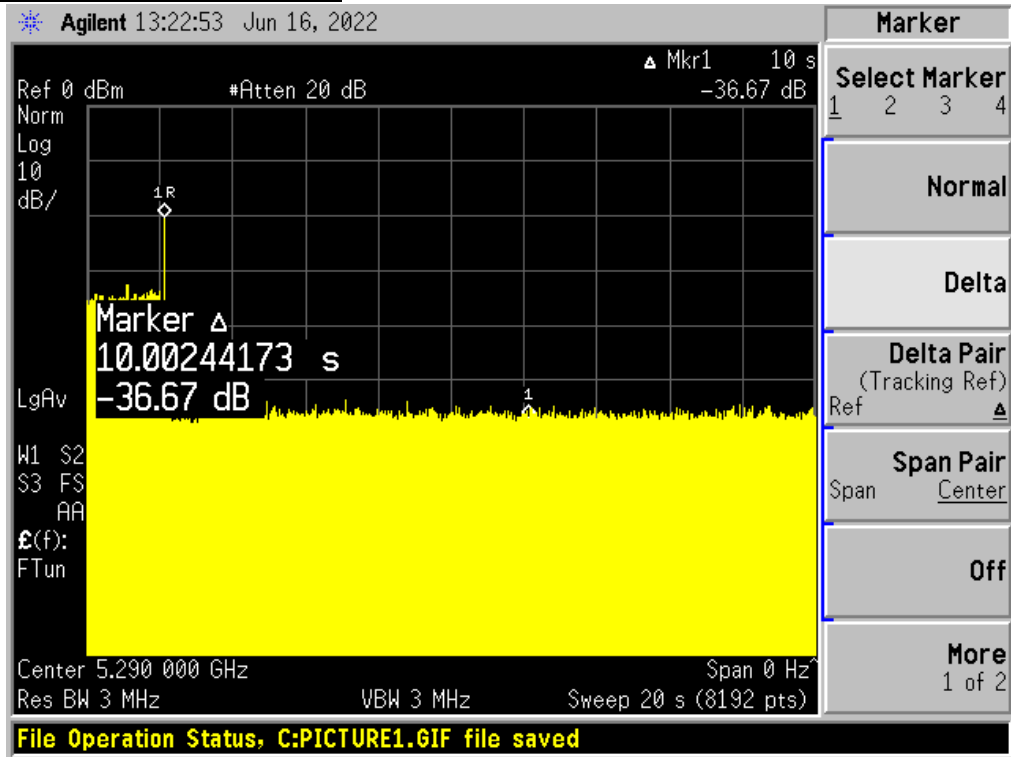 Agilent 13:22:53 Jun 16, 2022
Marker
Δ Mkr1 10 s
Ref 0 dBm #Atten 20 dB -36.67 dB
Norm
Log
10
dB/
1R
Marker Δ
10.00244173 s
-36.67 dB
LgAv
1
W1 S2
S3 FS
AA
£(f):
FTun
Center 5.290 000 GHz Span 0 Hz^
Res BW 3 MHz VBW 3 MHz Sweep 20 s (8192 pts)
File Operation Status, C:PICTURE1.GIF file saved
Select Marker
1 2 3 4
Normal
Delta
Delta Pair
(Tracking Ref)
Ref Δ
Span Pair
Span Center
Off
More
1 of 2